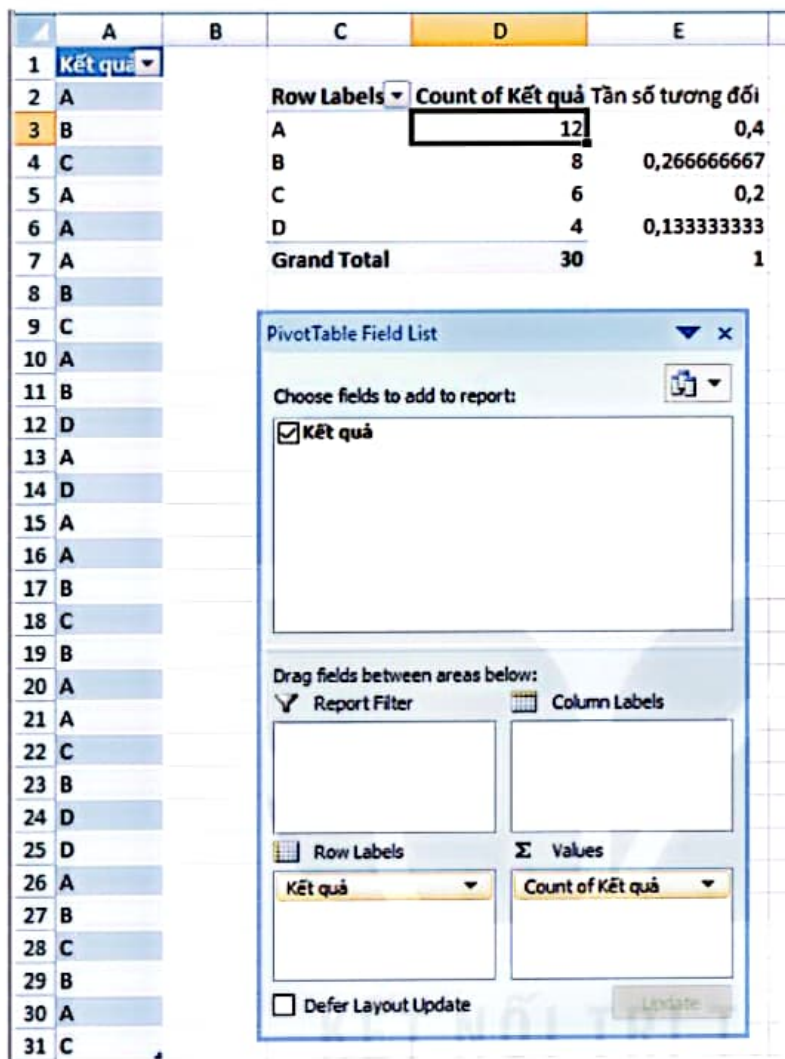 A B C D E
1 Kết quả
2 A Row Labels Count of Kết quả Tần số tương đối
3 B A 12 0,4
4 C B 8 0,266666667
5 A C 6 0,2
6 A D 4 0,133333333
7 A Grand Total 30 1
8 B
9 C
PivotTable Field List
10 A
11 B
Choose fields to add to report:
12 D
Kết quả
13 A
14 D
15 A
16 A
17 B
18 C
19 B
20 A
Drag fields between areas below:
Report Filter Column Labels
21 A
22 C
23 B
24 D
25 D
Row Labels Σ Values
26 A
Kết quả Count of Kết quả
27 B
28 C
29 B
30 A
Defer Layout Update Update
31 C
KẾT NỐI TRI T